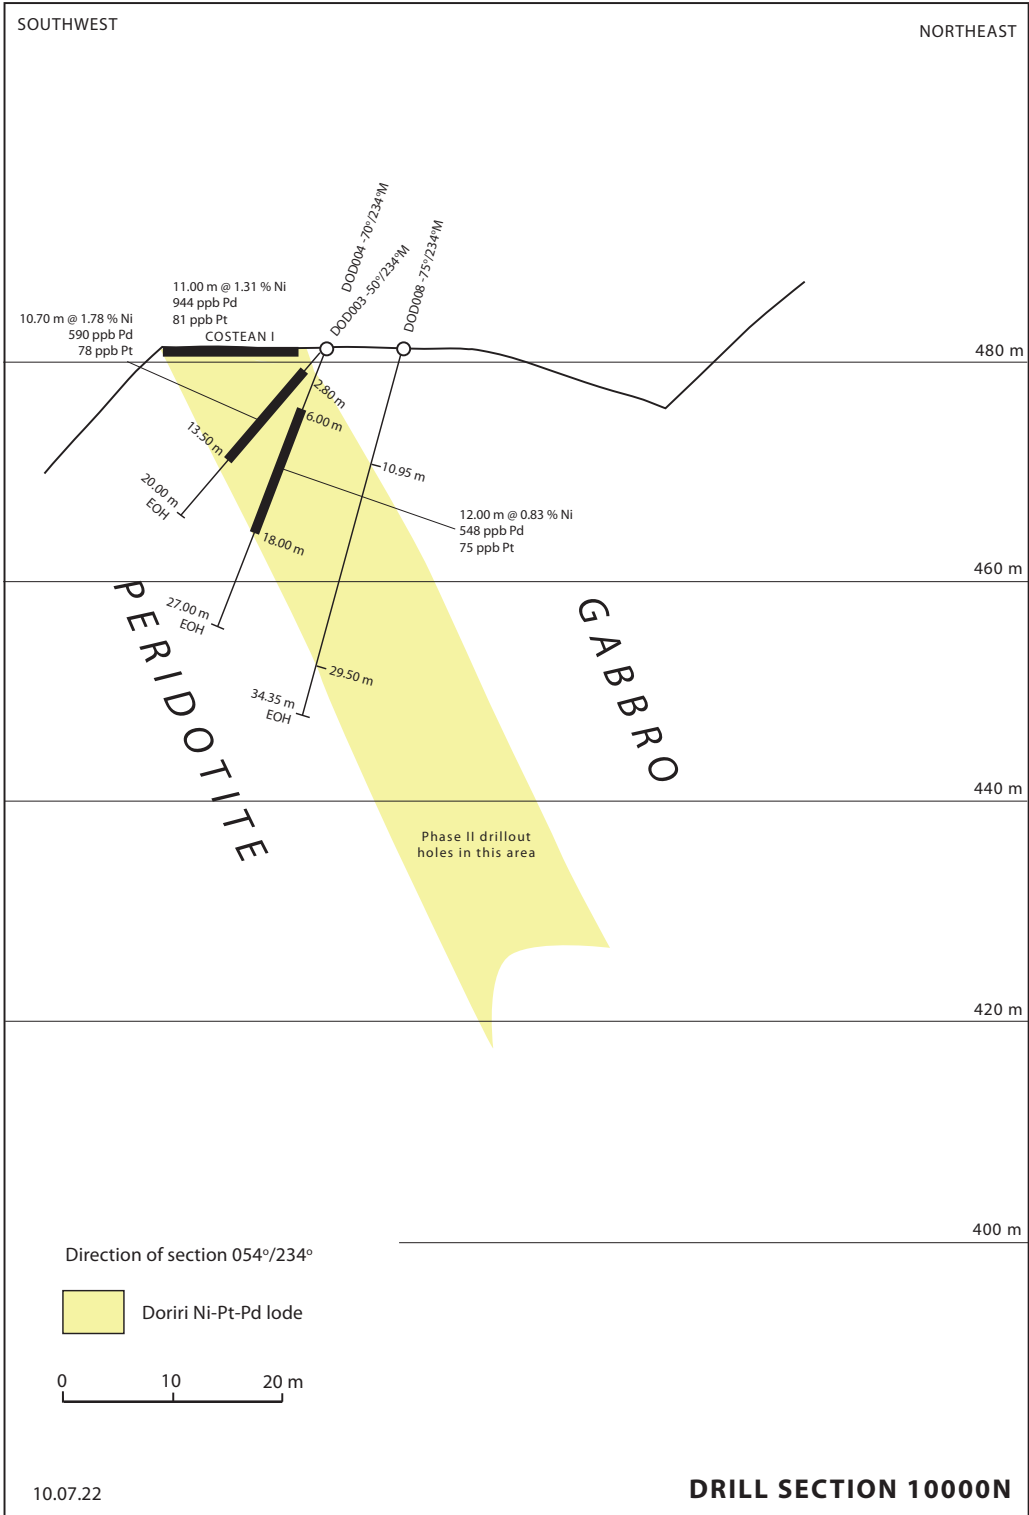 SOUTHWEST
NORTHEAST
DOD004 -70°/234°M
DOD003 -50°/234°M
DOD008 -75°/234°M
11.00 m @ 1.31 % Ni
944 ppb Pd
81 ppb Pt
COSTEAN I
10.70 m @ 1.78 % Ni
590 ppb Pd
78 ppb Pt
480 m
2.80 m
6.00 m
13.50 m
10.95 m
20.00 m
EOH
12.00 m @ 0.83 % Ni
548 ppb Pd
75 ppb Pt
18.00 m
460 m
27.00 m
EOH
29.50 m
34.35 m
EOH
PERIDOTITE
GABBRO
440 m
Phase II drillout
holes in this area
420 m
400 m
Direction of section 054°/234°
Doriri Ni-Pt-Pd lode
0 10 20 m
10.07.22
DRILL SECTION 10000N